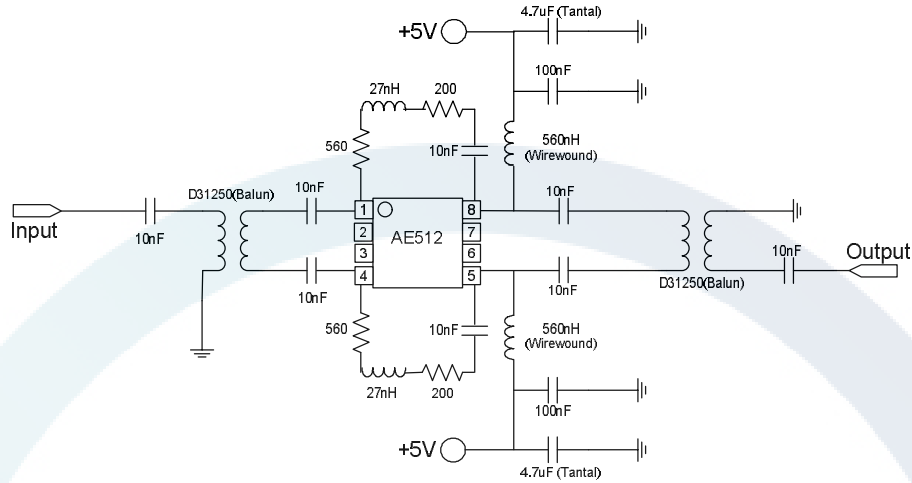 4.7uF (Tantal)
+5V
100nF
27nH
200
560
10nF
560nH
(Wirewound)
D31250(Balun)
10nF
10nF
Input
10nF
1
2
3
4
8
7
6
5
AE512
10nF
Output
10nF
D31250(Balun)
10nF
10nF
560
10nF
560nH
(Wirewound)
27nH
200
100nF
+5V
4.7uF (Tantal)